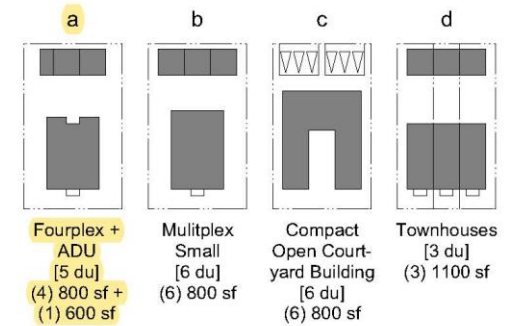 a
b
c
d
Fourplex +
ADU
[5 du]
(4) 800 sf +
(1) 600 sf
Mulitplex
Small
[6 du]
(6) 800 sf
Compact
Open Court-
yard Building
[6 du]
(6) 800 sf
Townhouses
[3 du]
(3) 1100 sf